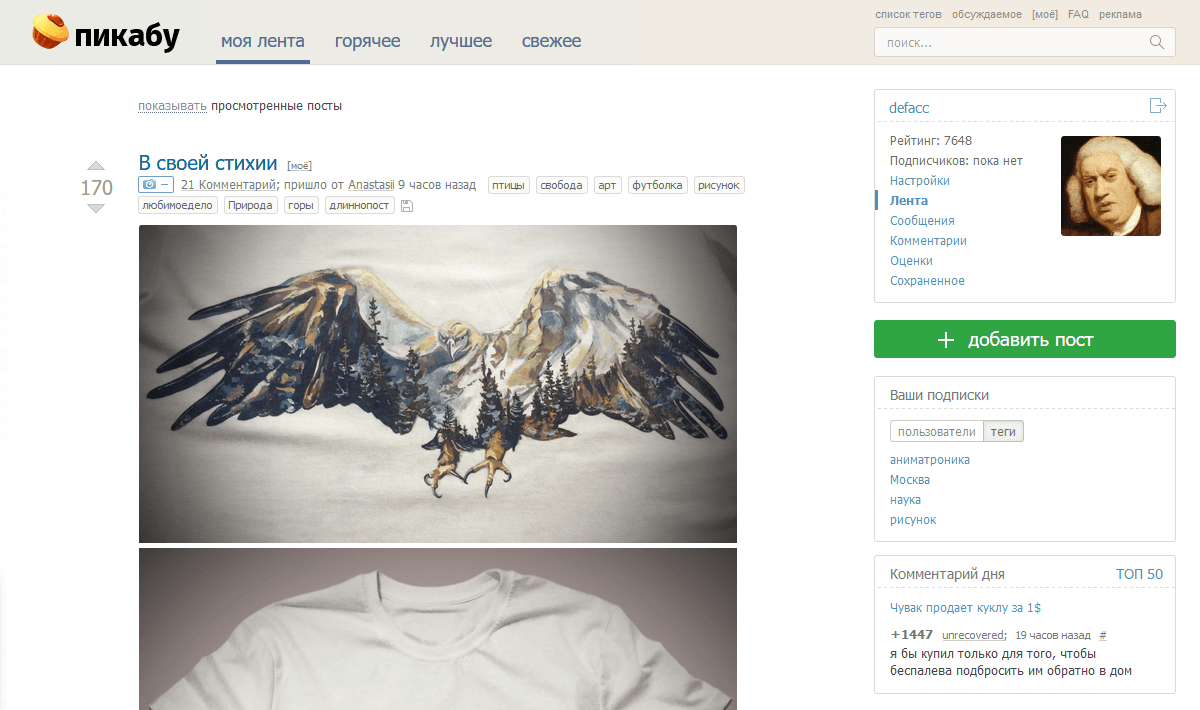 пикабу
моя лента горячее лучшее свежее
список тегов обсуждаемое [моё] FAQ реклама
поиск...
показывать просмотренные посты
170
В своей стихии [моё]
21 Комментарий; пришло от Anastasii 9 часов назад птицы свобода арт футболка рисунок
любимоедело Природа горы длиннопост
defacc
Рейтинг: 7648
Подписчиков: пока нет
Настройки
Лента
Сообщения
Комментарии
Оценки
Сохраненное
+ добавить пост
Ваши подписки
пользователи теги
аниматроника
Москва
наука
рисунок
Комментарий дня ТОП 50
Чувак продает куклу за 1$
+1447 unrecovered; 19 часов назад #
я бы купил только для того, чтобы
беспалева подбросить им обратно в дом